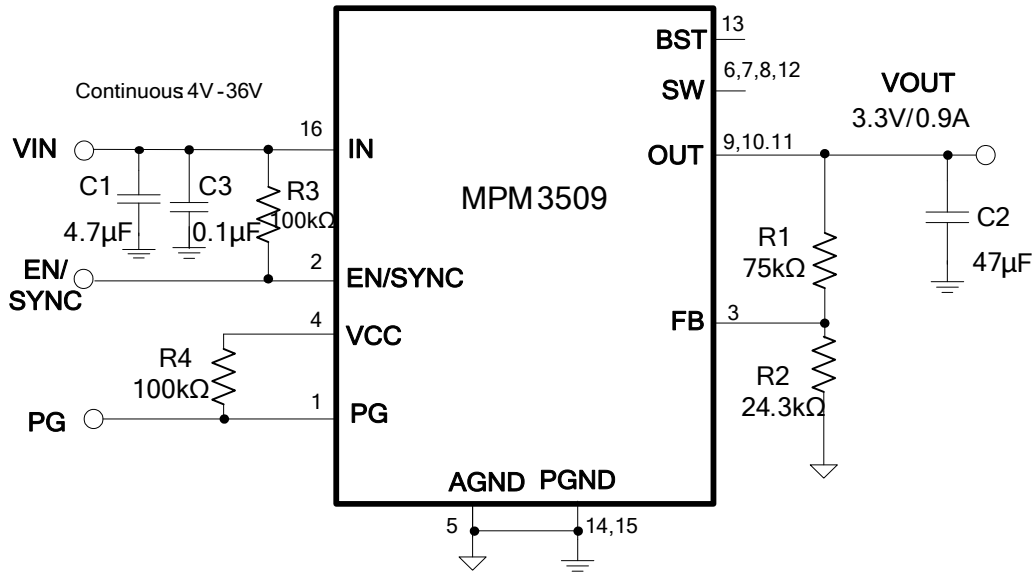 13
BST
Continuous: 4V-36V
6,7,8,12
SW
VOUT
3.3V/0.9A
16
VIN
IN
9,10.11
OUT
C1
C3
R3
100kΩ
MPM3509
4.7µF
0.1µF
R1
75kΩ
C2
47µF
EN/
SYNC
2
EN/SYNC
3
FB
4
VCC
R4
100kΩ
R2
24.3kΩ
1
PG
PG
AGND
PGND
5
14,15